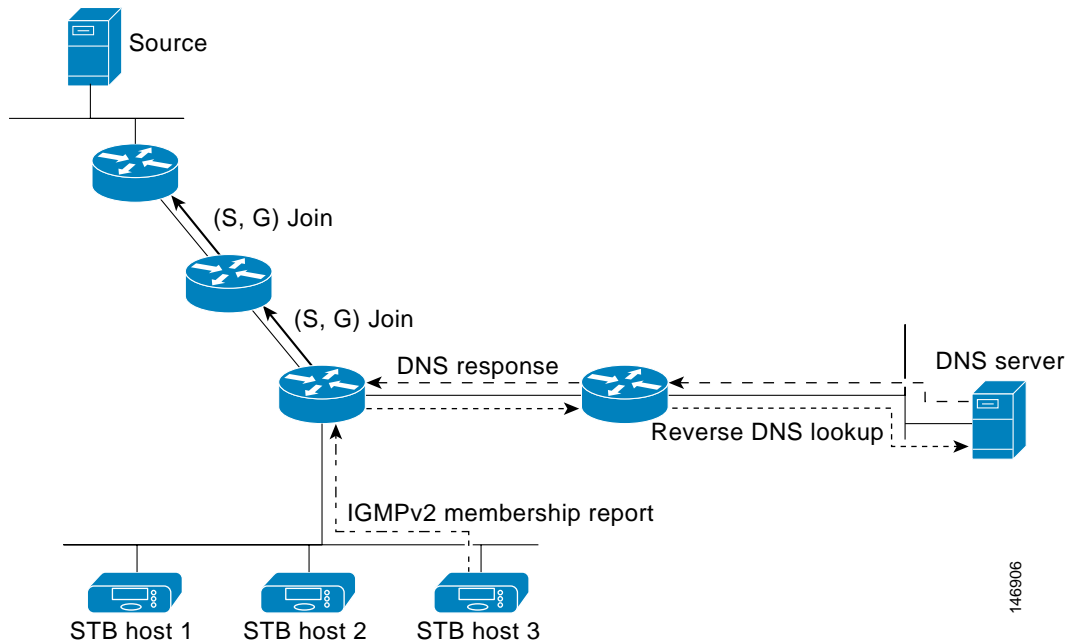 Source
(S, G) Join
(S, G) Join
DNS response
DNS server
Reverse DNS lookup
IGMPv2 membership report
STB host 1
STB host 2
STB host 3
146906